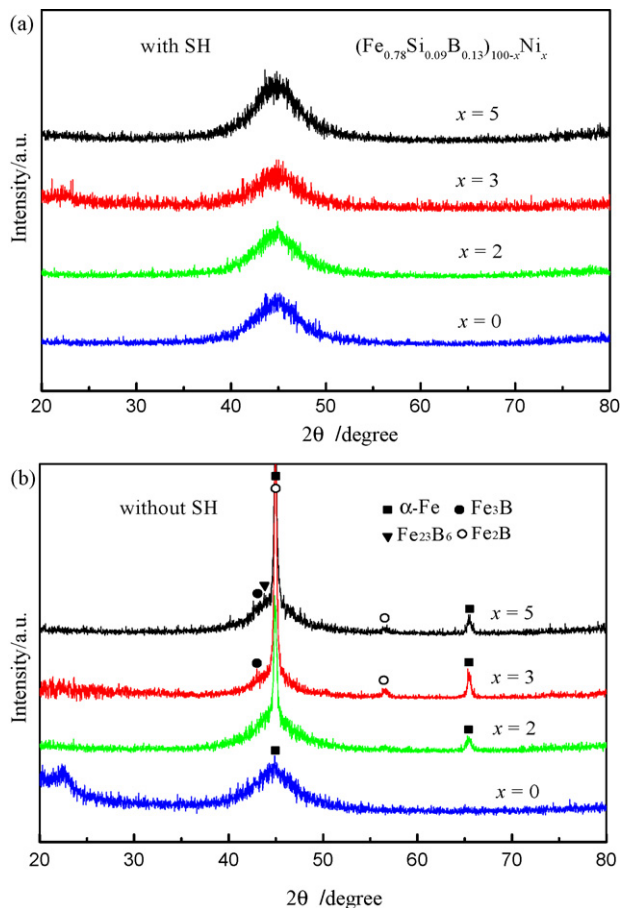 (a)
with SH (Fe0.78Si0.09B0.13)100-xNix
x = 5
x = 3
x = 2
x = 0
Intensity/a.u.
20 30 40 50 60 70 80
2θ /degree
(b)
without SH
■ α-Fe ● Fe3B
▼ Fe23B6 ○ Fe2B
x = 5
x = 3
x = 2
x = 0
Intensity/a.u.
20 30 40 50 60 70 80
2θ /degree